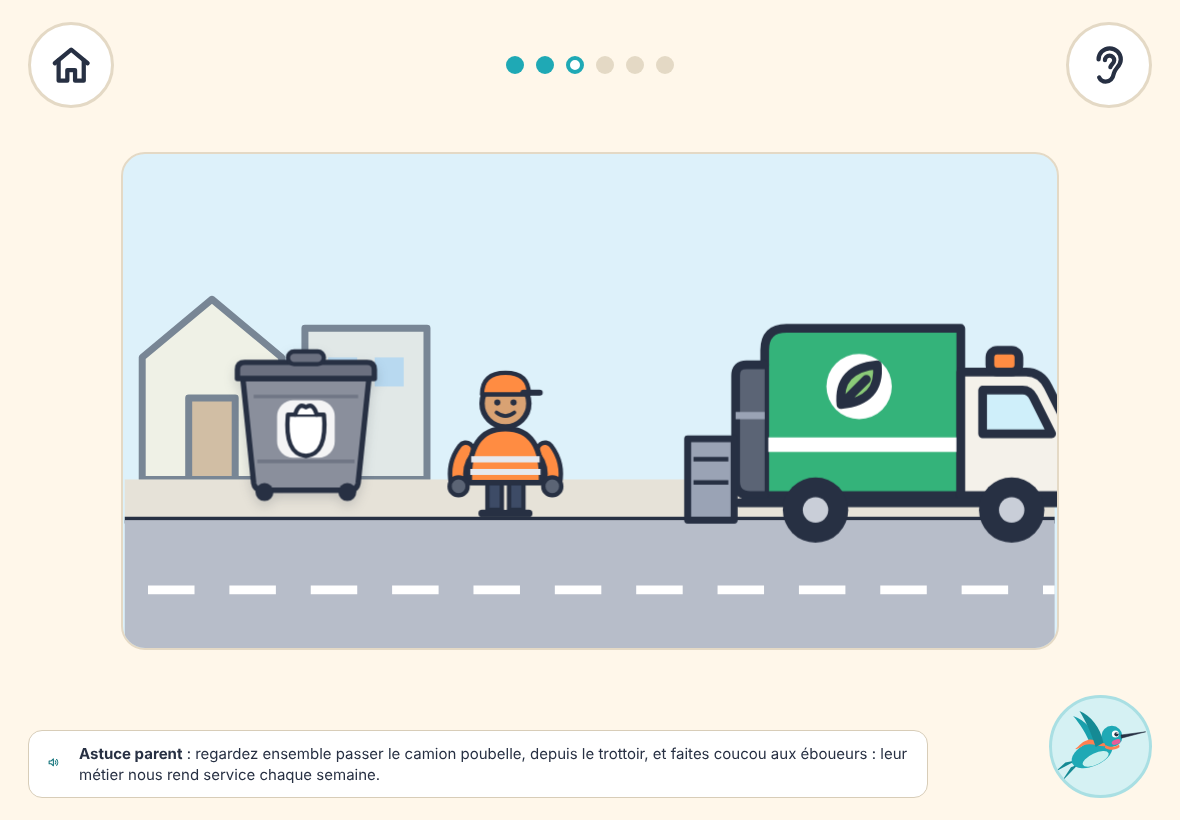 Astuce parent : regardez ensemble passer le camion poubelle, depuis le trottoir, et faites coucou aux éboueurs : leur
métier nous rend service chaque semaine.